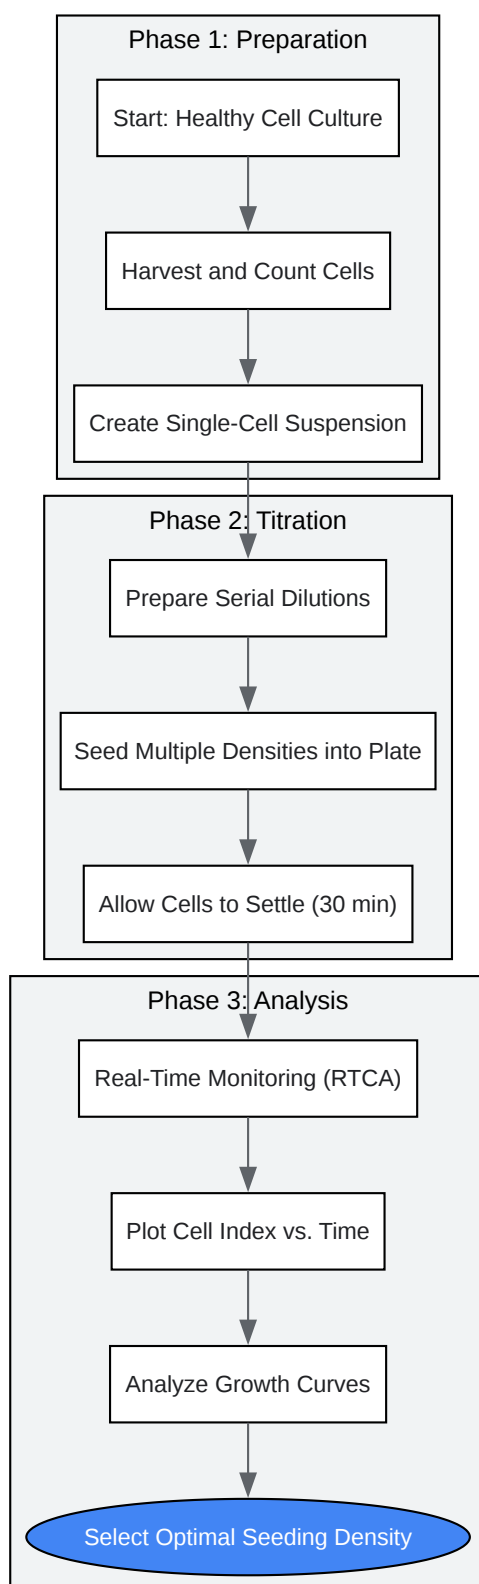 Phase 1: Preparation
Start: Healthy Cell Culture
Harvest and Count Cells
Create Single-Cell Suspension
Phase 2: Titration
Prepare Serial Dilutions
Seed Multiple Densities into Plate
Allow Cells to Settle (30 min)
Phase 3: Analysis
Real-Time Monitoring (RTCA)
Plot Cell Index vs. Time
Analyze Growth Curves
Select Optimal Seeding Density